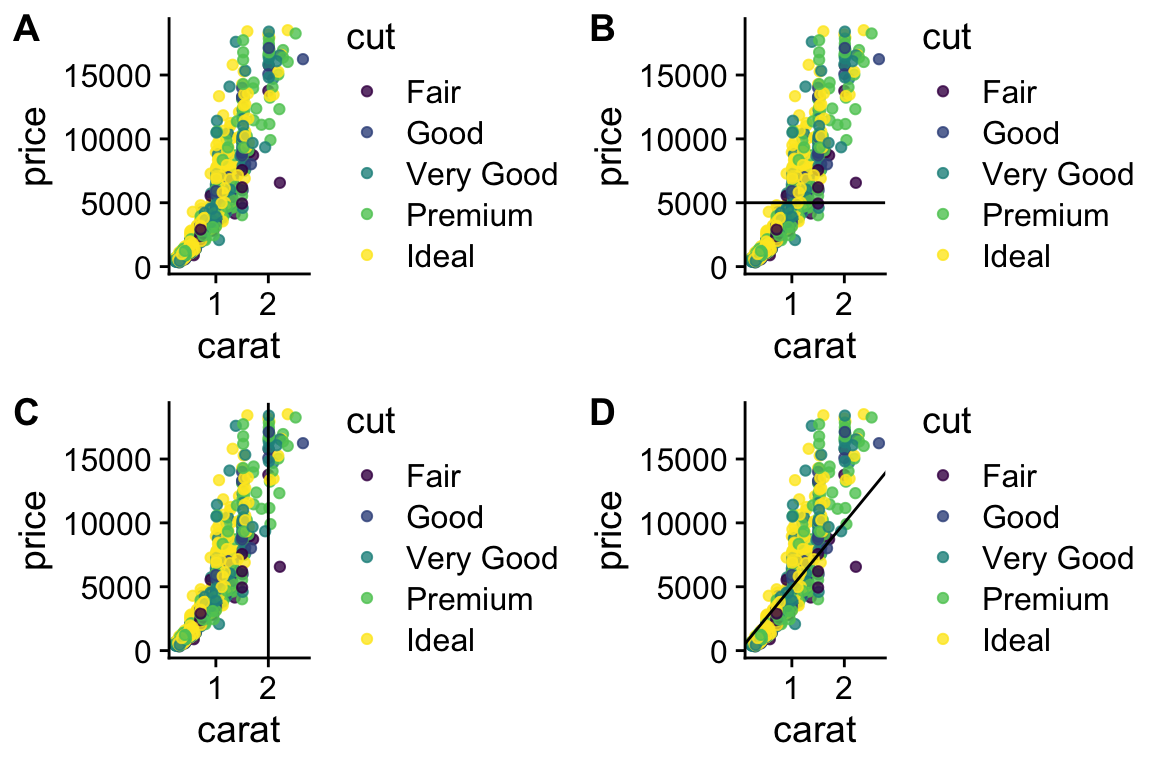 A
cut
Fair
Good
Very Good
Premium
Ideal
price
15000
10000
5000
0
1 2
carat
B
cut
Fair
Good
Very Good
Premium
Ideal
price
15000
10000
5000
0
1 2
carat
C
cut
Fair
Good
Very Good
Premium
Ideal
price
15000
10000
5000
0
1 2
carat
D
cut
Fair
Good
Very Good
Premium
Ideal
price
15000
10000
5000
0
1 2
carat